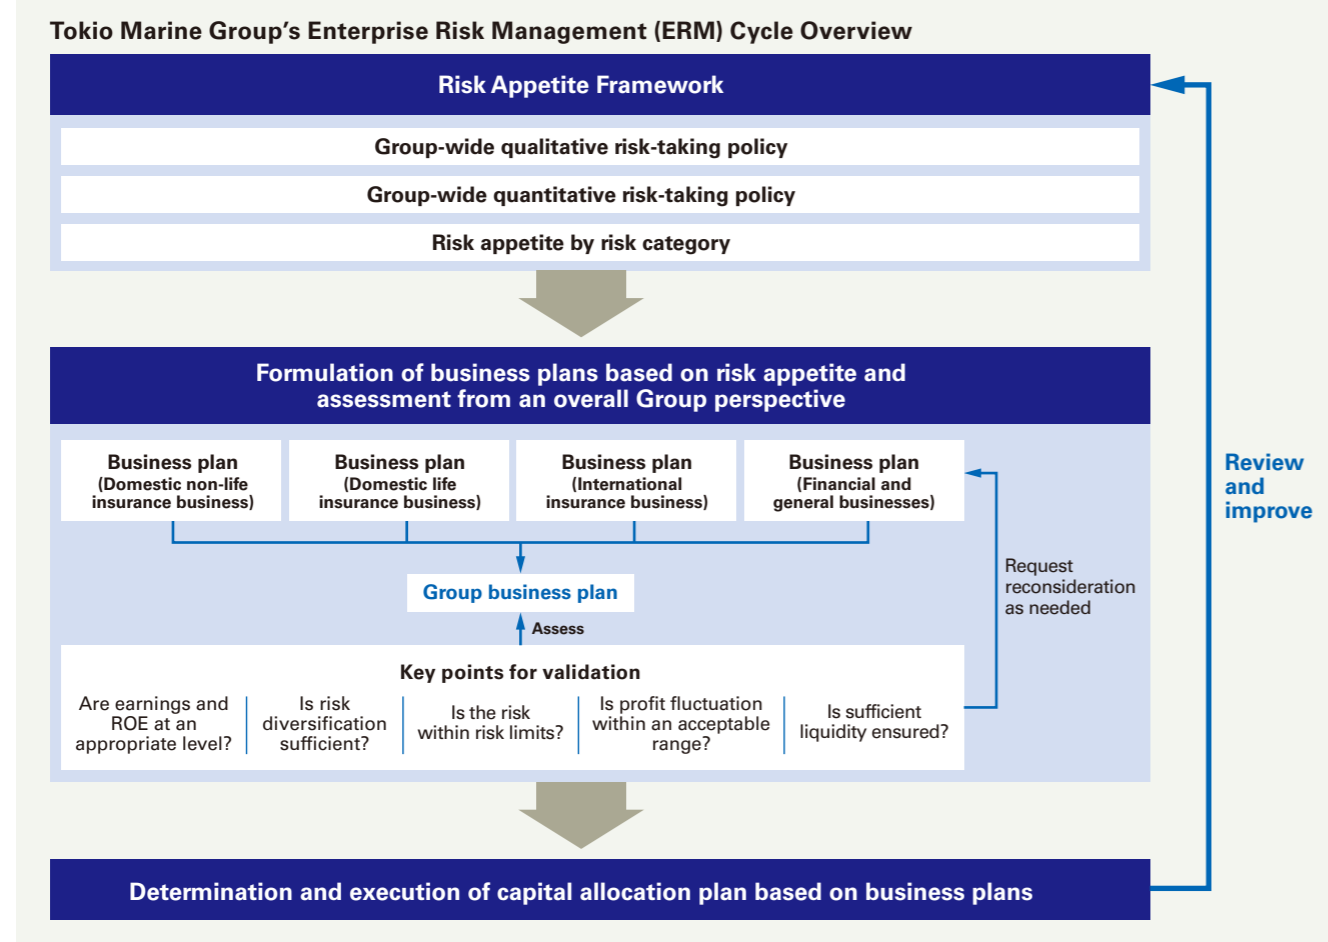 Tokio Marine Group’s Enterprise Risk Management (ERM) Cycle Overview
Risk Appetite Framework
Group-wide qualitative risk-taking policy
Group-wide quantitative risk-taking policy
Risk appetite by risk category
Formulation of business plans based on risk appetite and
assessment from an overall Group perspective
Business plan
(Domestic non-life
insurance business)
Business plan
(Domestic life
insurance business)
Business plan
(International
insurance business)
Business plan
(Financial and
general businesses)
Group business plan
Assess
Key points for validation
Are earnings and
ROE at an
appropriate level?
Is risk
diversification
sufficient?
Is the risk
within risk limits?
Is profit fluctuation
within an acceptable
range?
Is sufficient
liquidity ensured?
Request
reconsideration
as needed
Review
and
improve
Determination and execution of capital allocation plan based on business plans